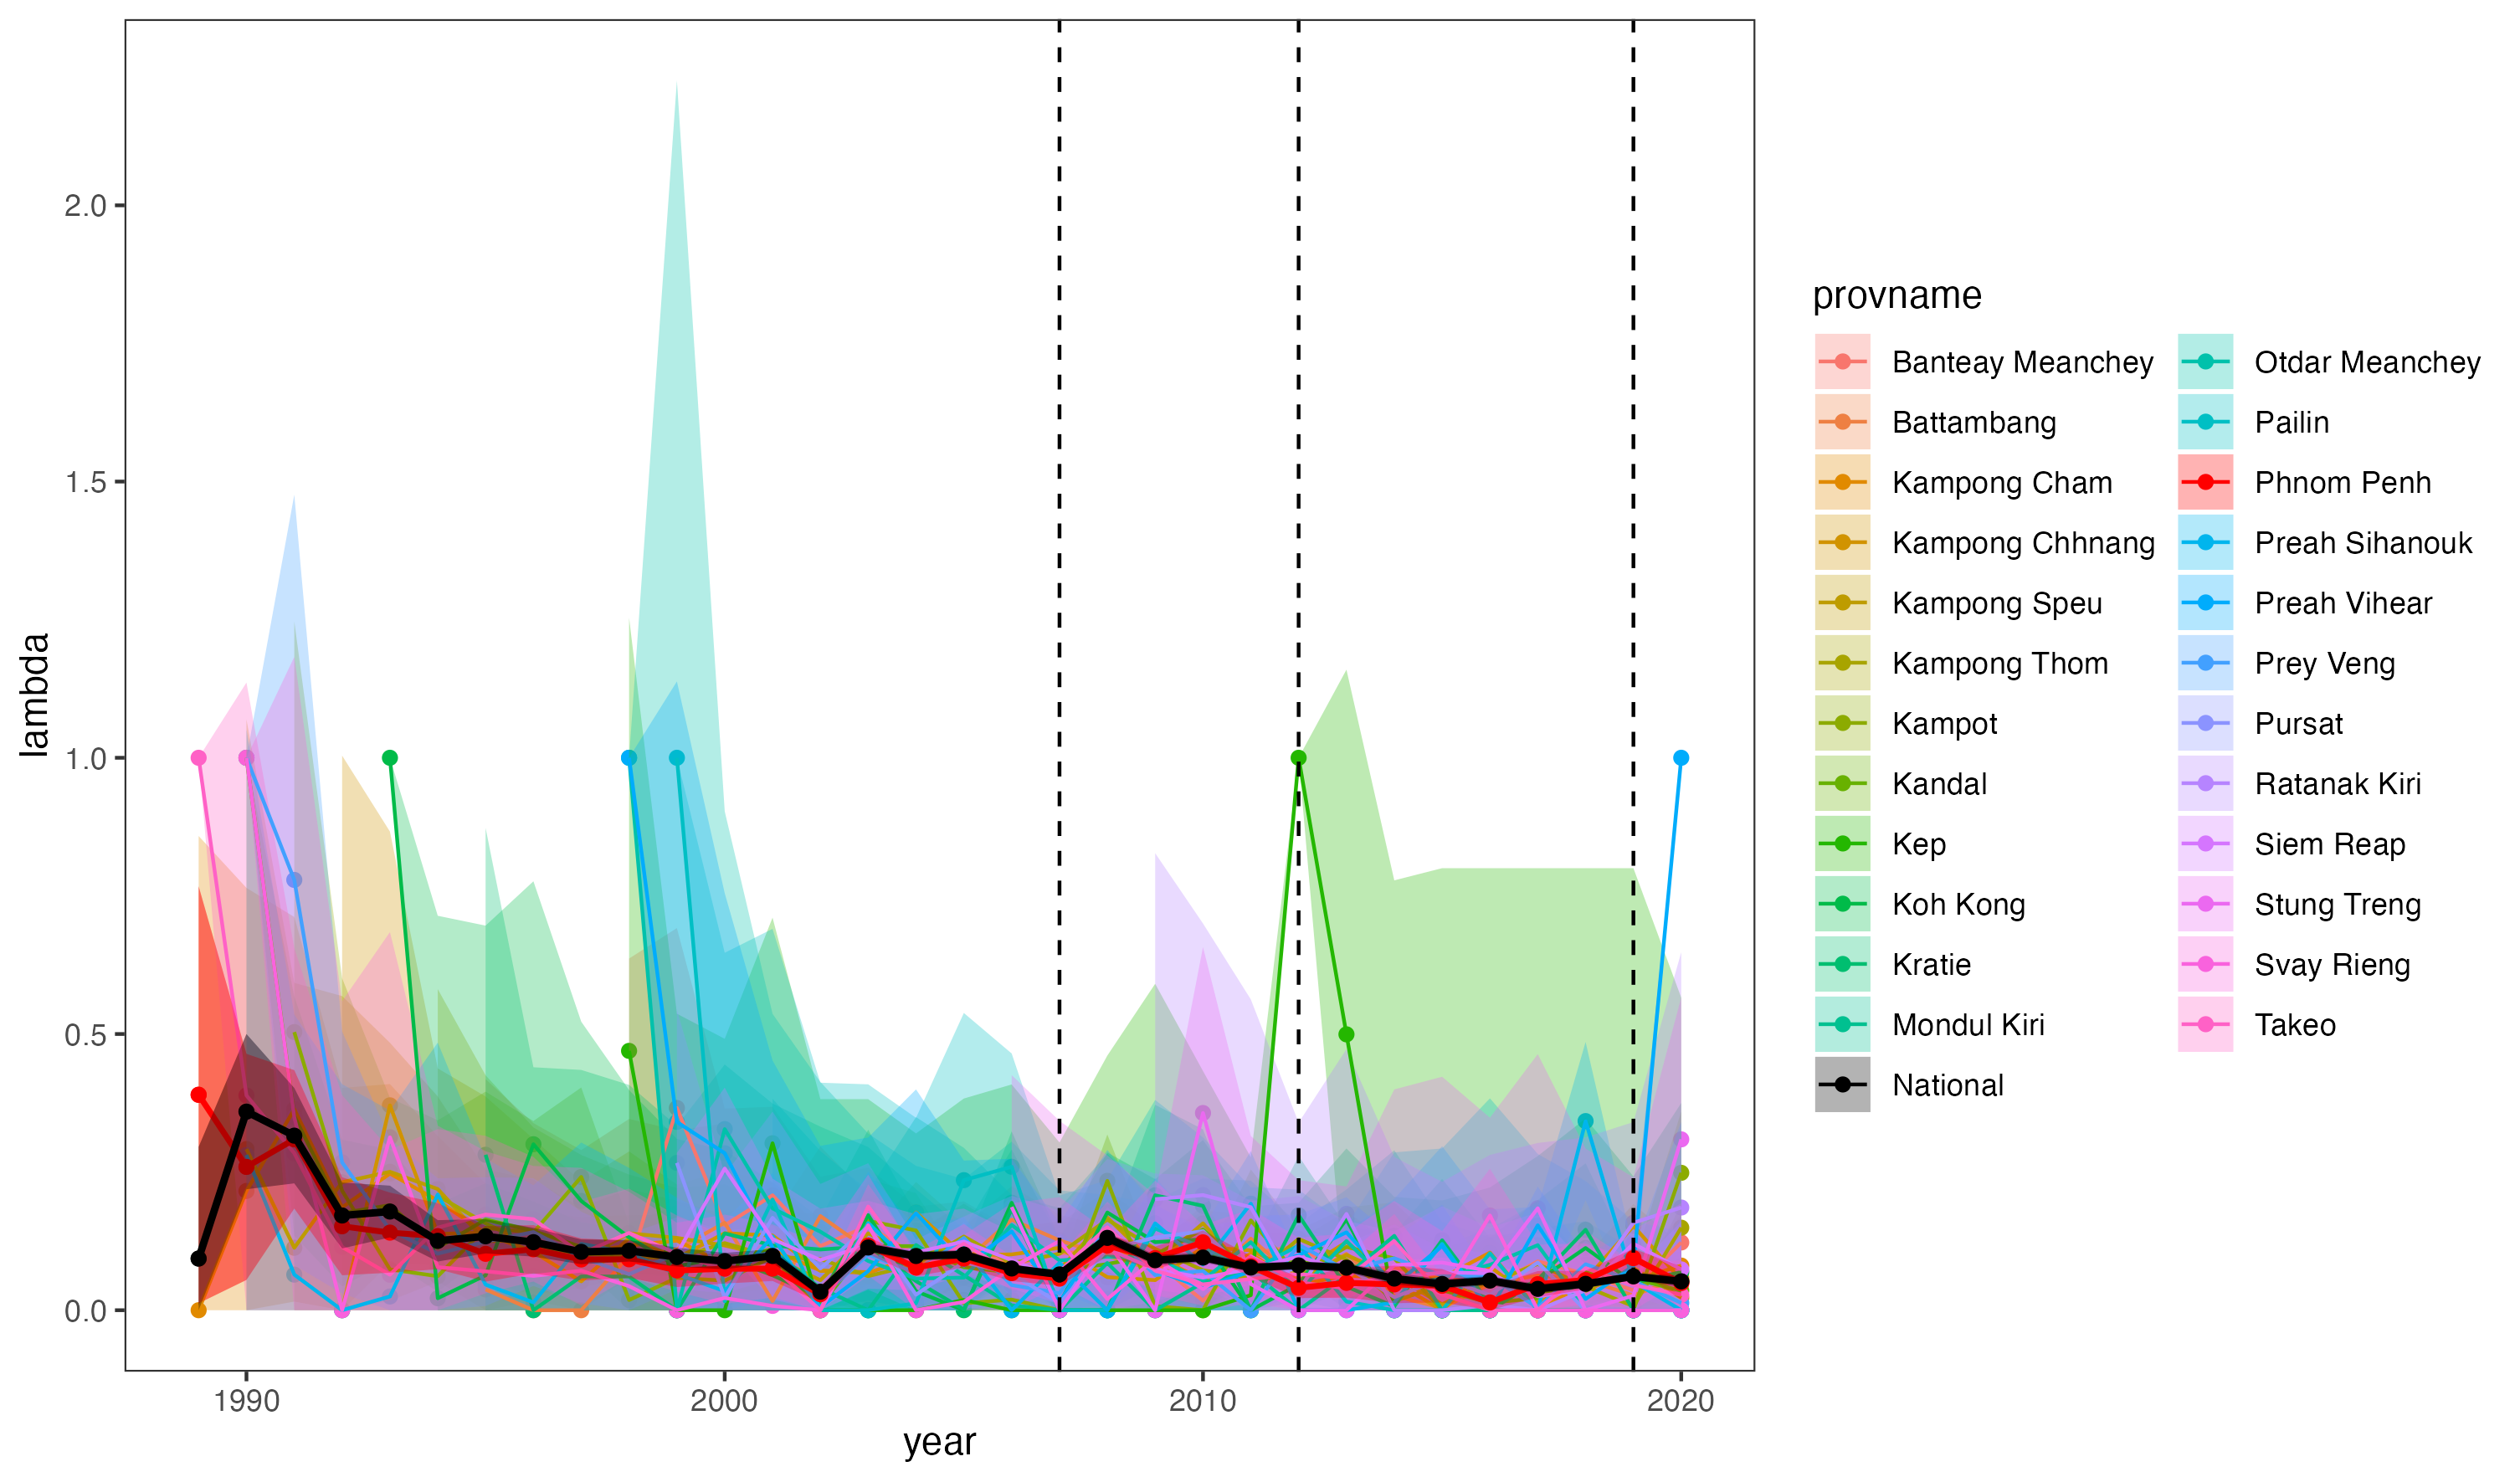 lambda
2.0
1.5
1.0
0.5
0.0
1990
2000
2010
2020
year
provname
Banteay Meanchey
Battambang
Kampong Cham
Kampong Chhnang
Kampong Speu
Kampong Thom
Kampot
Kandal
Kep
Koh Kong
Kratie
Mondul Kiri
National
Otdar Meanchey
Pailin
Phnom Penh
Preah Sihanouk
Preah Vihear
Prey Veng
Pursat
Ratanak Kiri
Siem Reap
Stung Treng
Svay Rieng
Takeo